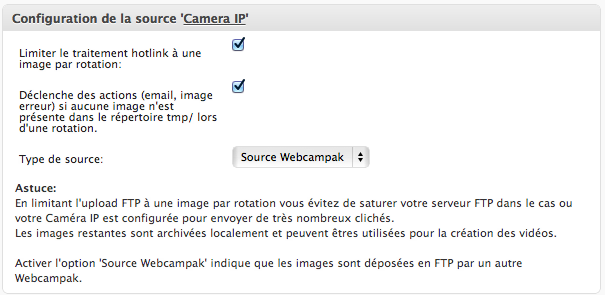 Configuration de la source 'Camera IP'
Limiter le traitement hotlink à une
image par rotation:
Déclenche des actions (email, image
erreur) si aucune image n'est
présente dans le répertoire tmp/ lors
d'une rotation.
Type de source:
Source Webcampak
Astuce:
En limitant l'upload FTP à une image par rotation vous évitez de saturer votre serveur FTP dans le cas ou
votre Caméra IP est configurée pour envoyer de très nombreux clichés.
Les images restantes sont archivées localement et peuvent êtres utilisées pour la création des vidéos.
Activer l'option 'Source Webcampak' indique que les images sont déposées en FTP par un autre
Webcampak.